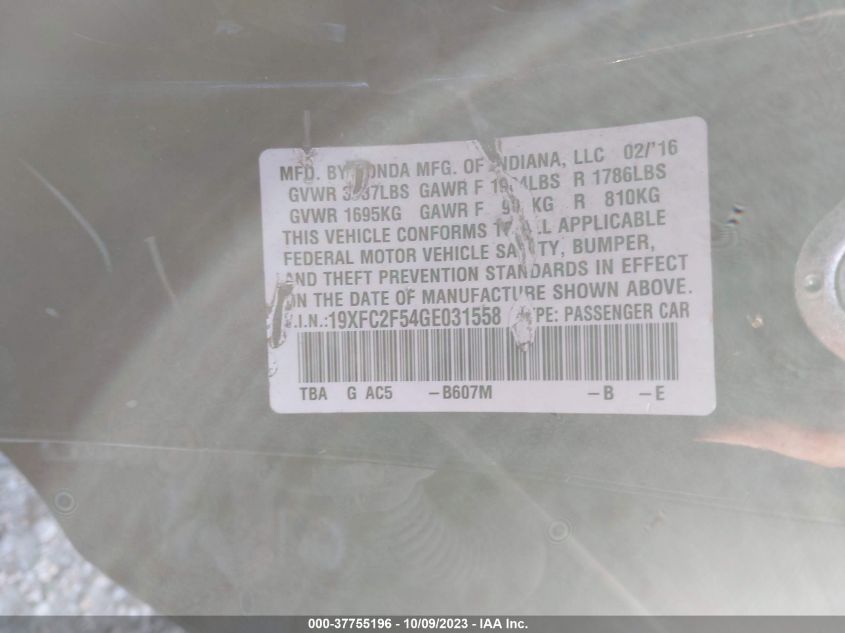 MFD. BY HONDA MFG. OF INDIANA, LLC 02/'16
GVWR LBS GAWR F LBS R 1786LBS
GVWR 1695KG GAWR F KG R 810KG
THIS VEHICLE CONFORMS TO ALL APPLICABLE
FEDERAL MOTOR VEHICLE SAFETY, BUMPER,
AND THEFT PREVENTION STANDARDS IN EFFECT
ON THE DATE OF MANUFACTURE SHOWN ABOVE.
V.I.N.:19XFC2F54GE031558 TYPE: PASSENGER CAR
TBA G AC5 –B607M –B –E
000-37755196 - 10/09/2023 - IAA Inc.